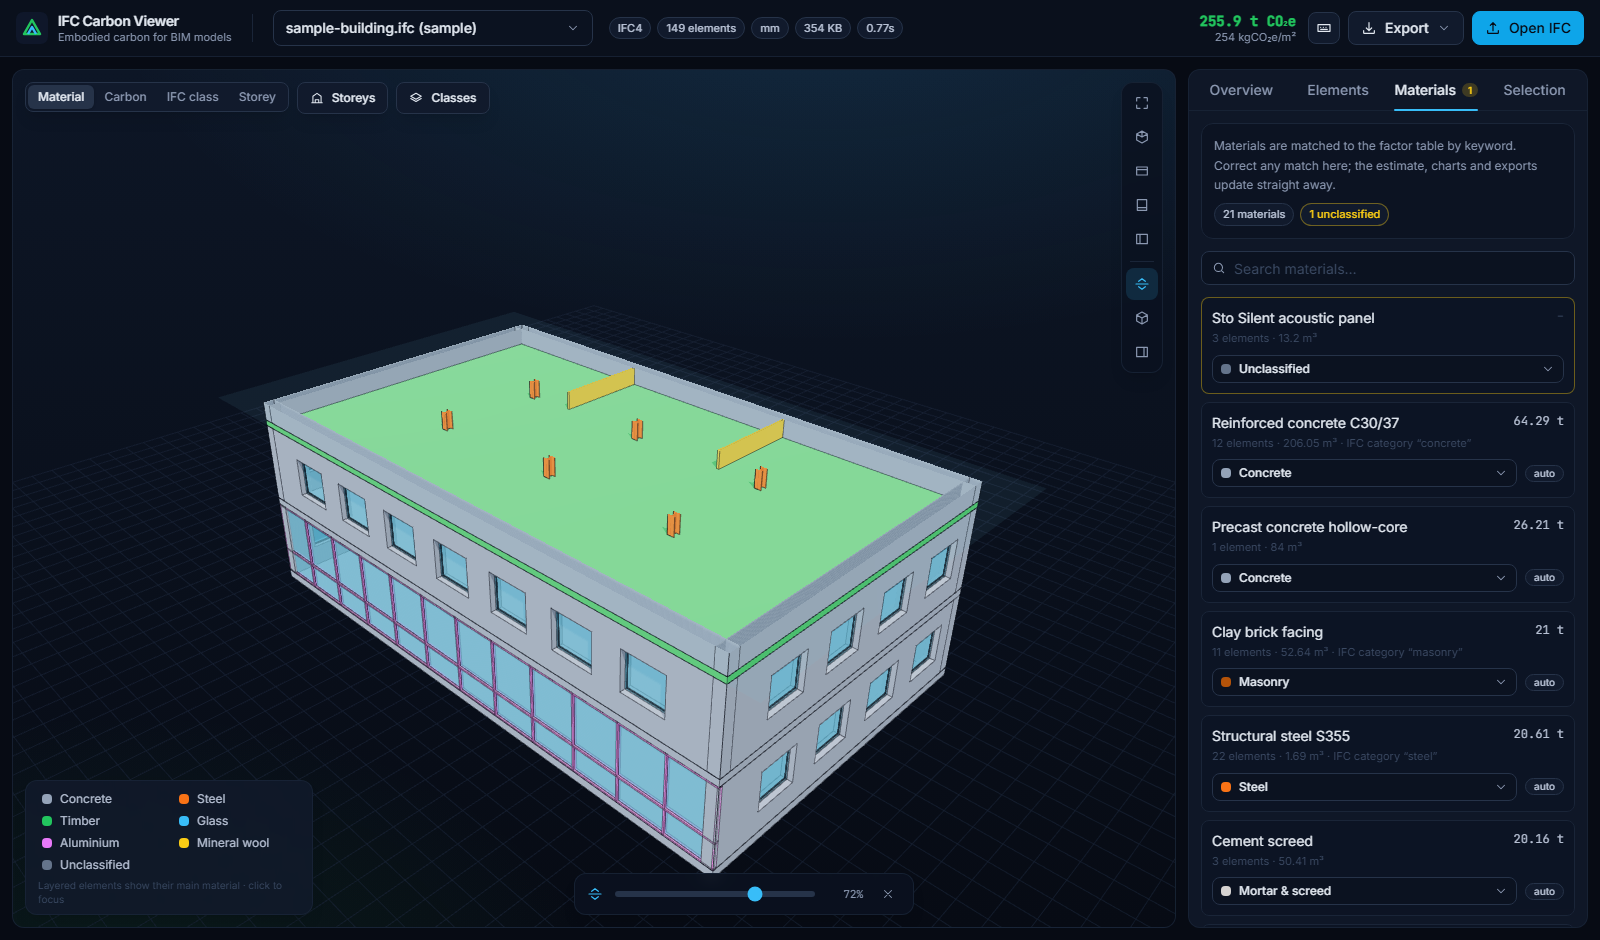 IFC Carbon Viewer
Embodied carbon for BIM models
sample-building.ifc (sample)
IFC4
149 elements
mm
354 KB
0.77s
255.9 t CO₂e
254 kgCO₂e/m²
Export
Open IFC
Material
Carbon
IFC class
Storey
Storeys
Classes
Overview
Elements
Materials 1
Selection
Materials are matched to the factor table by keyword.
Correct any match here; the estimate, charts and exports
update straight away.
21 materials
1 unclassified
Search materials...
Sto Silent acoustic panel
–
3 elements · 13.2 m³
Unclassified
Reinforced concrete C30/37
64.29 t
12 elements · 206.05 m³ · IFC category “concrete”
Concrete
auto
Precast concrete hollow-core
26.21 t
1 element · 84 m³
Concrete
auto
Clay brick facing
21 t
11 elements · 52.64 m³ · IFC category “masonry”
Masonry
auto
Structural steel S355
20.61 t
22 elements · 1.69 m³ · IFC category “steel”
Steel
auto
Cement screed
20.16 t
3 elements · 50.41 m³
Mortar & screed
auto
Concrete
Steel
Timber
Glass
Aluminium
Mineral wool
Unclassified
Layered elements show their main material · click to
focus
72%